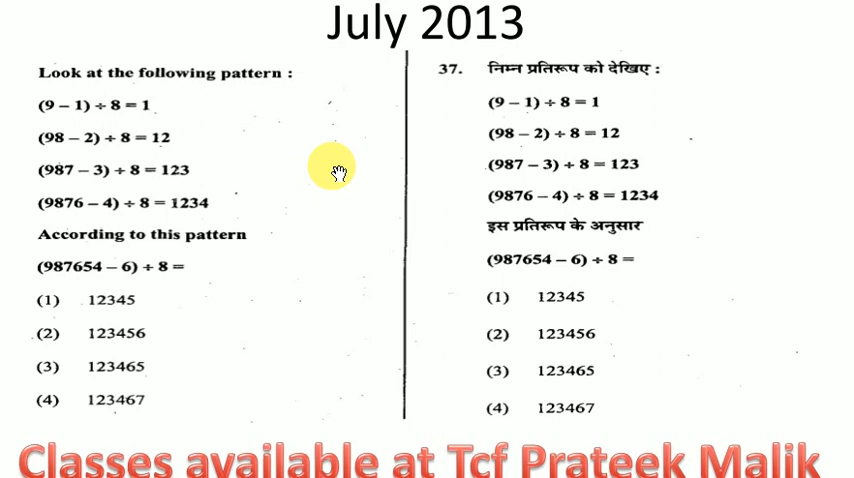 July 2013
Look at the following pattern :
(9 – 1) ÷ 8 = 1
(98 – 2) ÷ 8 = 12
(987 – 3) ÷ 8 = 123
(9876 – 4) ÷ 8 = 1234
According to this pattern
(987654 – 6) ÷ 8 =
(1) 12345
(2) 123456
(3) 123465
(4) 123467
37. निम्न प्रतिरूप को देखिए :
(9 – 1) ÷ 8 = 1
(98 – 2) ÷ 8 = 12
(987 – 3) ÷ 8 = 123
(9876 – 4) ÷ 8 = 1234
इस प्रतिरूप के अनुसार
(987654 – 6) ÷ 8 =
(1) 12345
(2) 123456
(3) 123465
(4) 123467
Classes available at Tcf Prateek Malik